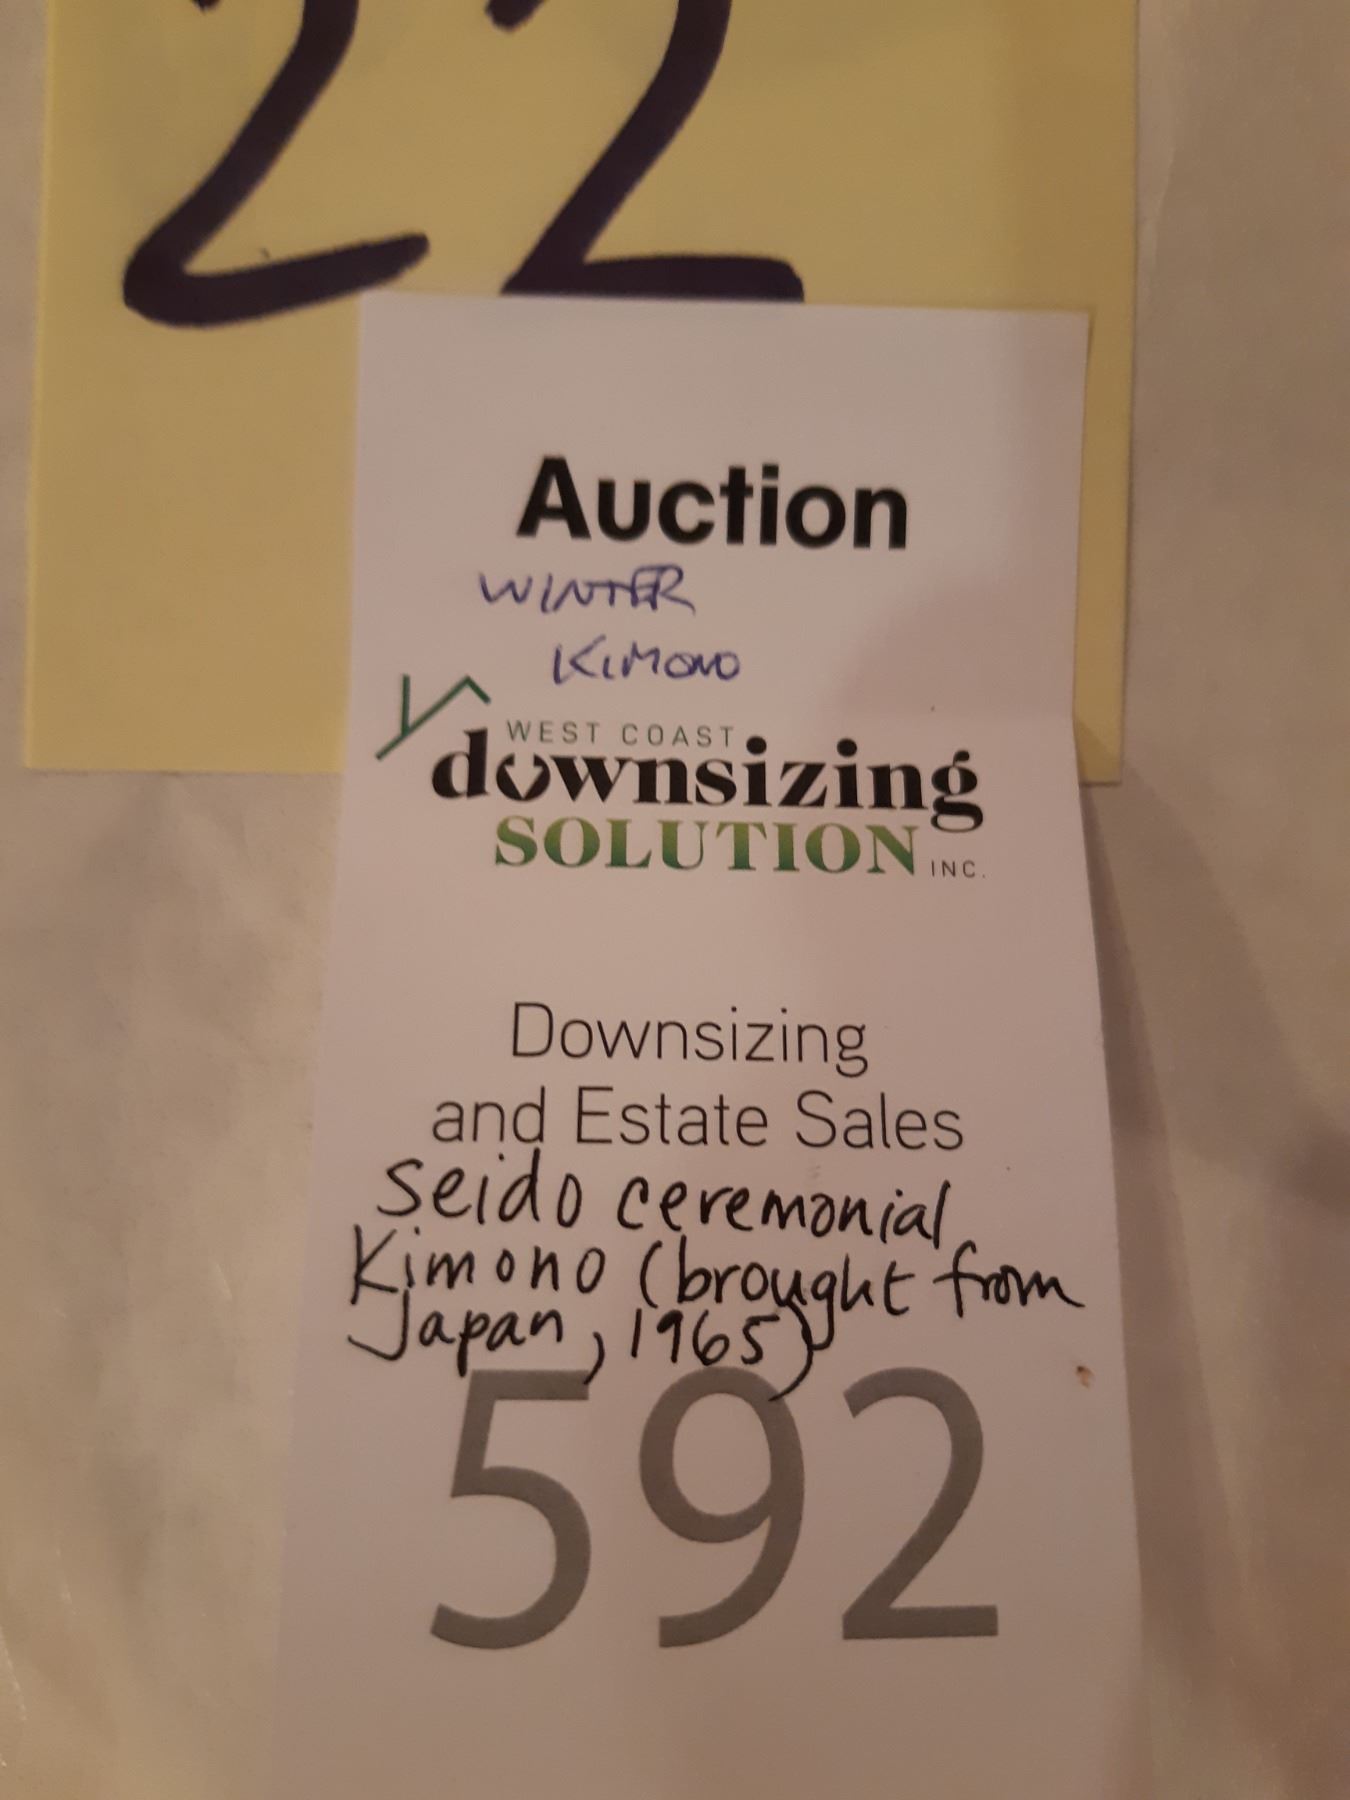 22
Auction
WINTER
KIMONO
WEST COAST
downsizing
SOLUTION INC.
Downsizing
and Estate Sales
seido ceremonial
Kimono (brought from
Japan, 1965)
592